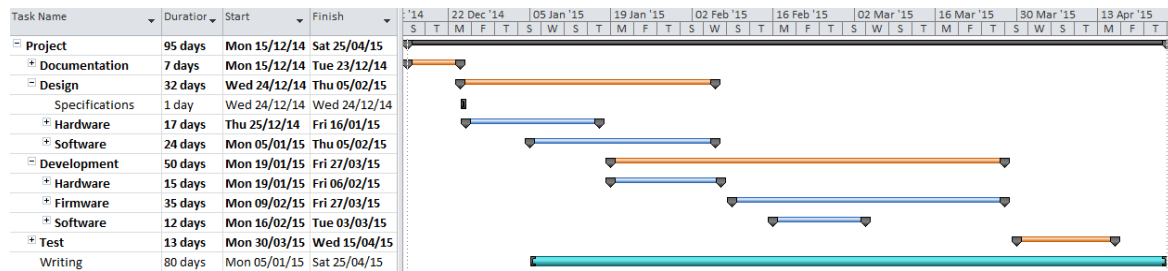 Task Name Duration Start Finish : '14 22 Dec '14 05 Jan '15 19 Jan '15 02 Feb '15 16 Feb '15 02 Mar '15 16 Mar '15 30 Mar '15 13 Apr '15
S T M F T S W S T M F T S W S T M F T S W S T M F T S W S T M F T
Project 95 days Mon 15/12/14 Sat 25/04/15
Documentation 7 days Mon 15/12/14 Tue 23/12/14
Design 32 days Wed 24/12/14 Thu 05/02/15
Specifications 1 day Wed 24/12/14 Wed 24/12/14
Hardware 17 days Thu 25/12/14 Fri 16/01/15
Software 24 days Mon 05/01/15 Thu 05/02/15
Development 50 days Mon 19/01/15 Fri 27/03/15
Hardware 15 days Mon 19/01/15 Fri 06/02/15
Firmware 35 days Mon 09/02/15 Fri 27/03/15
Software 12 days Mon 16/02/15 Tue 03/03/15
Test 13 days Mon 30/03/15 Wed 15/04/15
Writing 80 days Mon 05/01/15 Sat 25/04/15